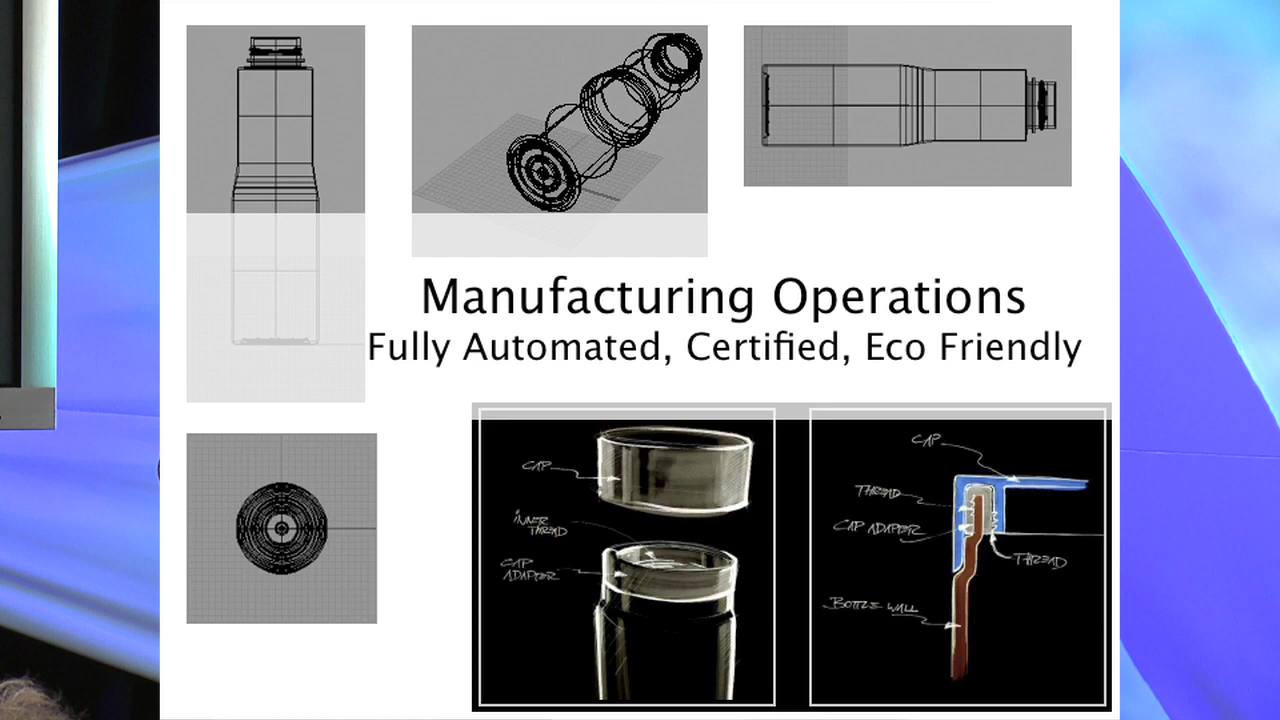 Manufacturing Operations
Fully Automated, Certified, Eco Friendly
CAP
INNER
THREAD
CAP
ADAPTER
CAP
THREAD
CAP ADAPTER
THREAD
BOTTLE WALL